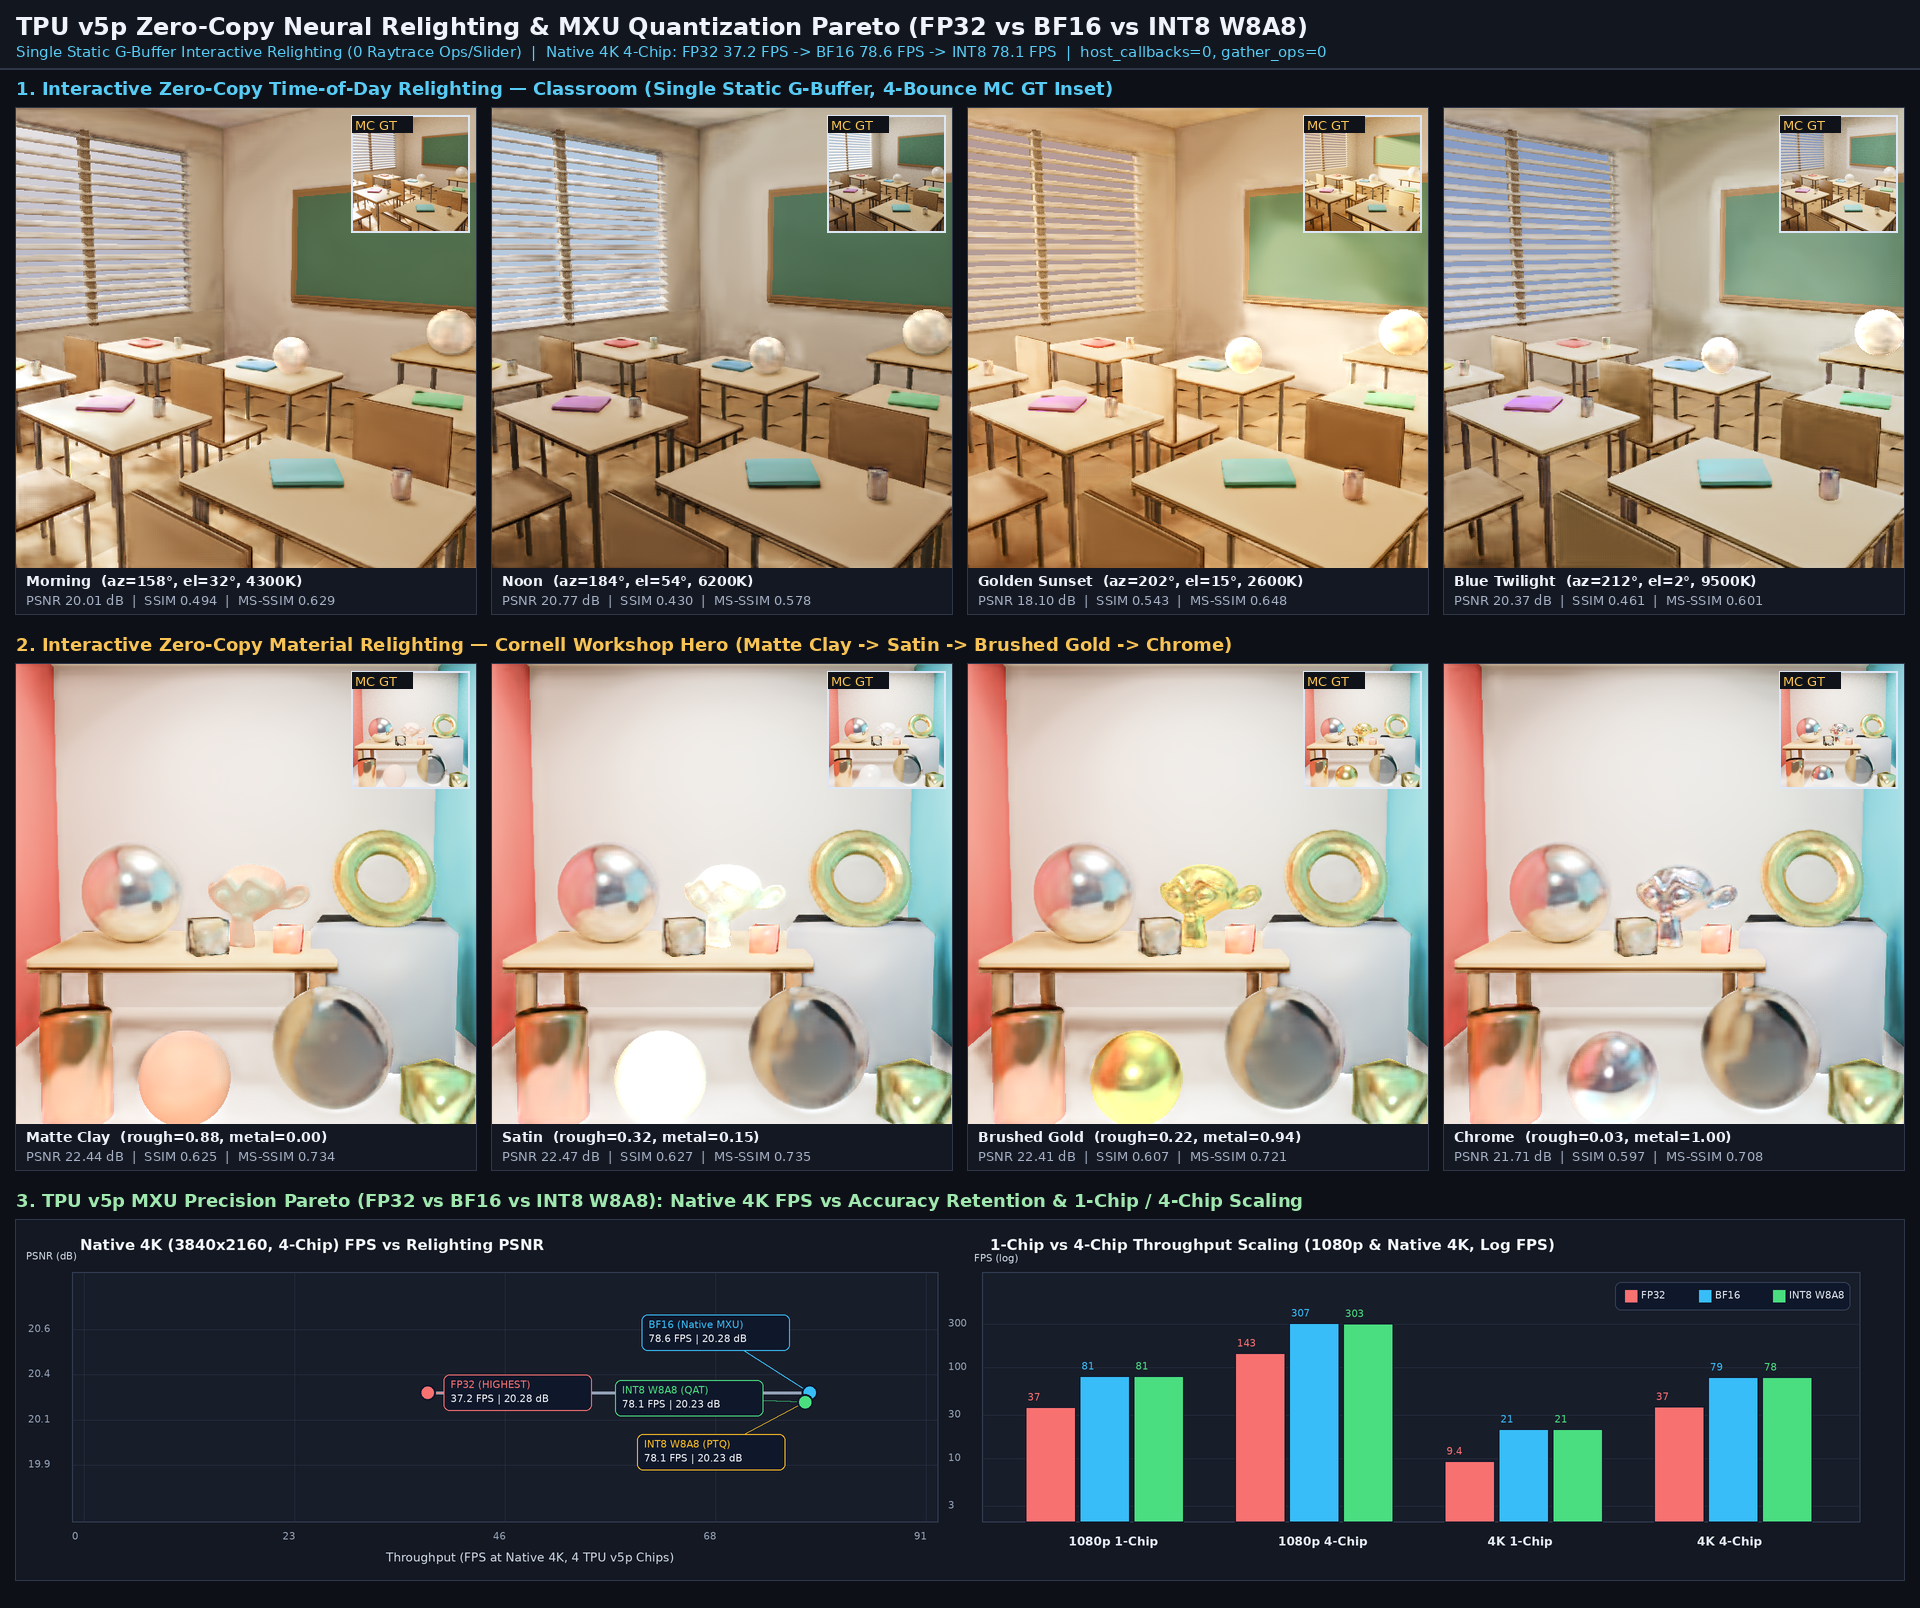 TPU v5p Zero-Copy Neural Relighting & MXU Quantization Pareto (FP32 vs BF16 vs INT8 W8A8)
Single Static G-Buffer Interactive Relighting (0 Raytrace Ops/Slider) | Native 4K 4-Chip: FP32 37.2 FPS -> BF16 78.6 FPS -> INT8 78.1 FPS | host_callbacks=0, gather_ops=0
1. Interactive Zero-Copy Time-of-Day Relighting — Classroom (Single Static G-Buffer, 4-Bounce MC GT Inset)
MC GT
MC GT
MC GT
MC GT
Morning (az=158°, el=32°, 4300K)
PSNR 20.01 dB | SSIM 0.494 | MS-SSIM 0.629
Noon (az=184°, el=54°, 6200K)
PSNR 20.77 dB | SSIM 0.430 | MS-SSIM 0.578
Golden Sunset (az=202°, el=15°, 2600K)
PSNR 18.10 dB | SSIM 0.543 | MS-SSIM 0.648
Blue Twilight (az=212°, el=2°, 9500K)
PSNR 20.37 dB | SSIM 0.461 | MS-SSIM 0.601
2. Interactive Zero-Copy Material Relighting — Cornell Workshop Hero (Matte Clay -> Satin -> Brushed Gold -> Chrome)
MC GT
MC GT
MC GT
MC GT
Matte Clay (rough=0.88, metal=0.00)
PSNR 22.44 dB | SSIM 0.625 | MS-SSIM 0.734
Satin (rough=0.32, metal=0.15)
PSNR 22.47 dB | SSIM 0.627 | MS-SSIM 0.735
Brushed Gold (rough=0.22, metal=0.94)
PSNR 22.41 dB | SSIM 0.607 | MS-SSIM 0.721
Chrome (rough=0.03, metal=1.00)
PSNR 21.71 dB | SSIM 0.597 | MS-SSIM 0.708
3. TPU v5p MXU Precision Pareto (FP32 vs BF16 vs INT8 W8A8): Native 4K FPS vs Accuracy Retention & 1-Chip / 4-Chip Scaling
Native 4K (3840x2160, 4-Chip) FPS vs Relighting PSNR
PSNR (dB)
20.6
20.4
20.1
19.9
BF16 (Native MXU)
78.6 FPS | 20.28 dB
FP32 (HIGHEST)
37.2 FPS | 20.28 dB
INT8 W8A8 (QAT)
78.1 FPS | 20.23 dB
INT8 W8A8 (PTQ)
78.1 FPS | 20.23 dB
0
23
46
68
91
Throughput (FPS at Native 4K, 4 TPU v5p Chips)
1-Chip vs 4-Chip Throughput Scaling (1080p & Native 4K, Log FPS)
FPS (log)
FP32
BF16
INT8 W8A8
300
100
30
10
3
37
81
81
143
307
303
9.4
21
21
37
79
78
1080p 1-Chip
1080p 4-Chip
4K 1-Chip
4K 4-Chip